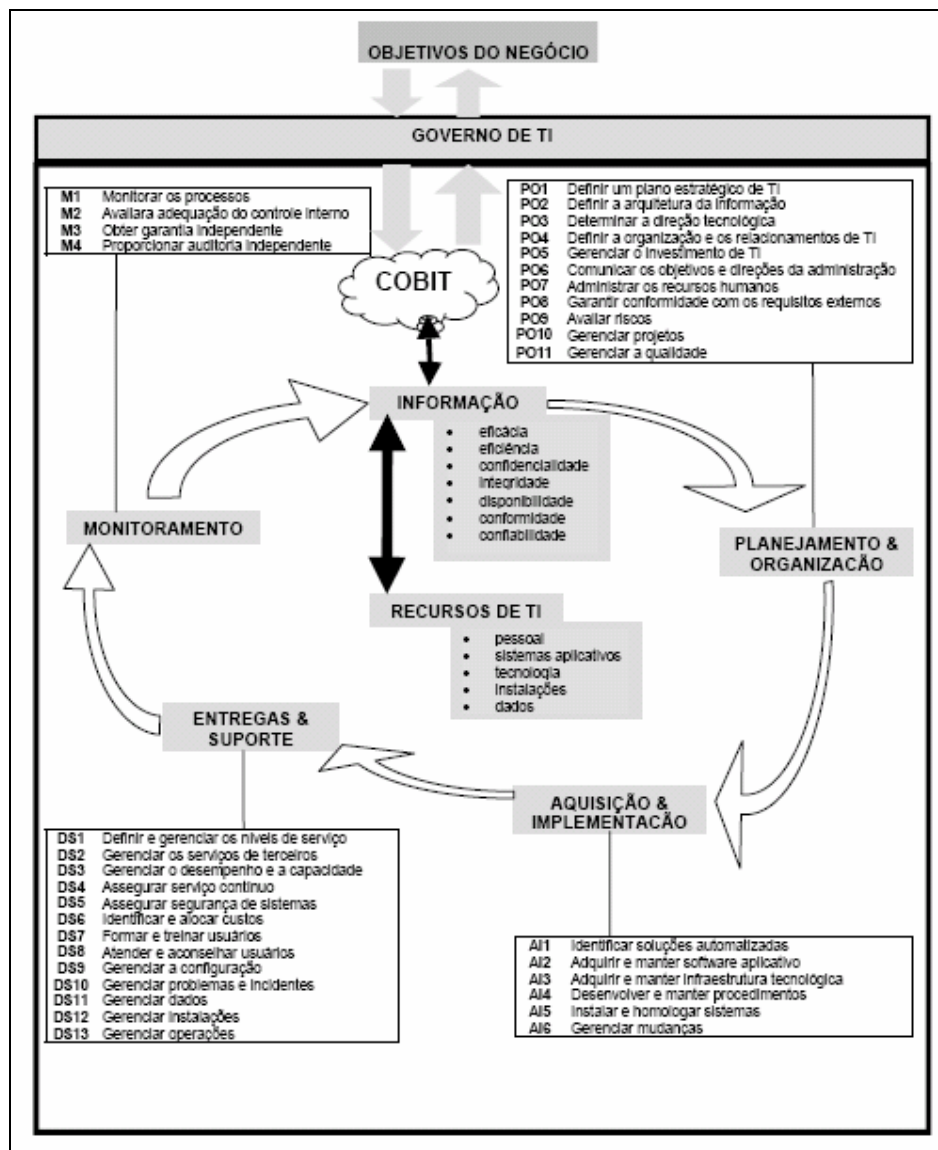 OBJETIVOS DO NEGÓCIO
GOVERNO DE TI
M1 Monitorar os processos
M2 Avaliara adequação do controle interno
M3 Obter garantia independente
M4 Proporcionar auditoria independente
PO1 Definir um plano estratégico de TI
PO2 Definir a arquitetura da informação
PO3 Determinar a direção tecnológica
PO4 Definir a organização e os relacionamentos de TI
PO5 Gerenciar o investimento de TI
PO6 Comunicar os objetivos e direções da administração
PO7 Administrar os recursos humanos
PO8 Garantir conformidade com os requisitos externos
PO9 Avaliar riscos
PO10 Gerenciar projetos
PO11 Gerenciar a qualidade
COBIT
INFORMAÇÃO
• eficácia
• eficiência
• confidencialidade
• integridade
• disponibilidade
• conformidade
• confiabilidade
MONITORAMENTO
PLANEJAMENTO &
ORGANIZACÃO
RECURSOS DE TI
• pessoal
• sistemas aplicativos
• tecnologia
• instalações
• dados
ENTREGAS &
SUPORTE
AQUISIÇÃO &
IMPLEMENTACÃO
DS1 Definir e gerenciar os níveis de serviço
DS2 Gerenciar os serviços de terceiros
DS3 Gerenciar o desempenho e a capacidade
DS4 Assegurar serviço contínuo
DS5 Assegurar segurança de sistemas
DS6 Identificar e alocar custos
DS7 Formar e treinar usuários
DS8 Atender e aconselhar usuários
DS9 Gerenciar a configuração
DS10 Gerenciar problemas e incidentes
DS11 Gerenciar dados
DS12 Gerenciar instalações
DS13 Gerenciar operações
AI1 Identificar soluções automatizadas
AI2 Adquirir e manter software aplicativo
AI3 Adquirir e manter infraestrutura tecnológica
AI4 Desenvolver e manter procedimentos
AI5 Instalar e homologar sistemas
AI6 Gerenciar mudanças